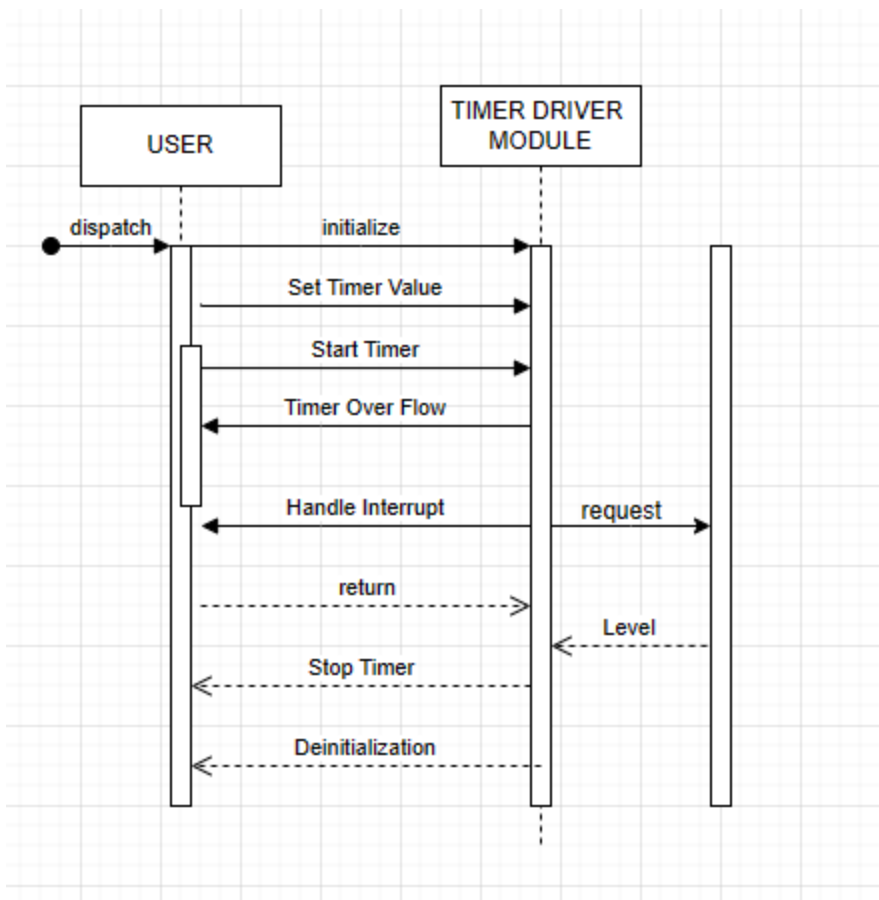 TIMER DRIVER
MODULE
USER
dispatch
initialize
Set Timer Value
Start Timer
Timer Over Flow
Handle Interrupt
request
return
Level
Stop Timer
Deinitialization